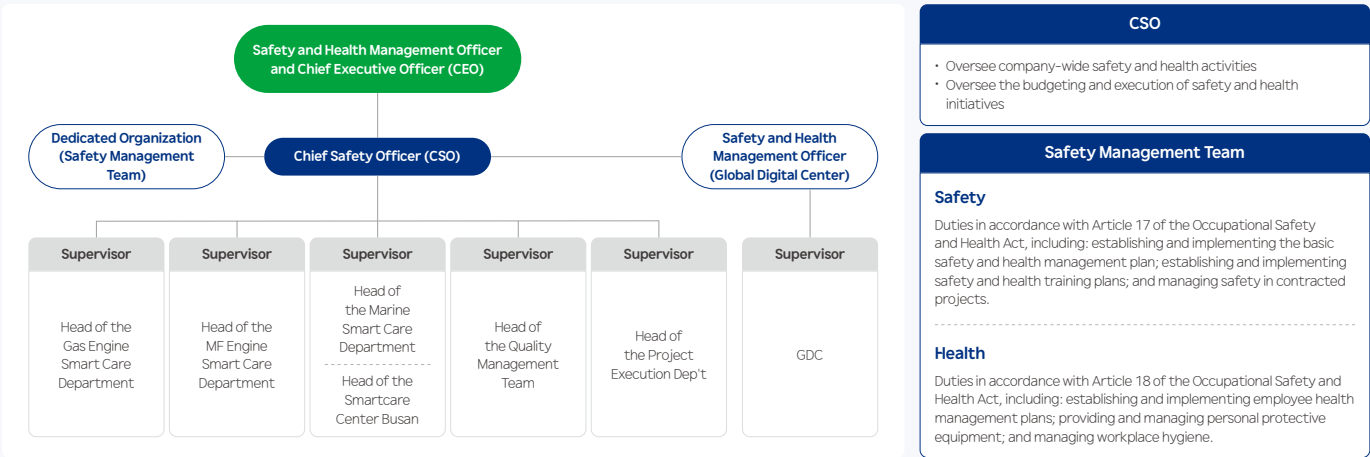 Safety and Health Management Officer
and Chief Executive Officer (CEO)
Dedicated Organization
(Safety Management
Team)
Chief Safety Officer (CSO)
Safety and Health
Management Officer
(Global Digital Center)
Supervisor
Head of the
Gas Engine
Smart Care
Department
Supervisor
Head of the
MF Engine
Smart Care
Department
Supervisor
Head of
the Marine
Smart Care
Department
Head of the
Smartcare
Center Busan
Supervisor
Head of
the Quality
Management
Team
Supervisor
Head of
the Project
Execution Dep't
Supervisor
GDC
CSO
• Oversee company-wide safety and health activities
• Oversee the budgeting and execution of safety and health
initiatives
Safety Management Team
Safety
Duties in accordance with Article 17 of the Occupational Safety
and Health Act, including: establishing and implementing the basic
safety and health management plan; establishing and implementing
safety and health training plans; and managing safety in contracted
projects.
Health
Duties in accordance with Article 18 of the Occupational Safety and
Health Act, including: establishing and implementing employee health
management plans; providing and managing personal protective
equipment; and managing workplace hygiene.